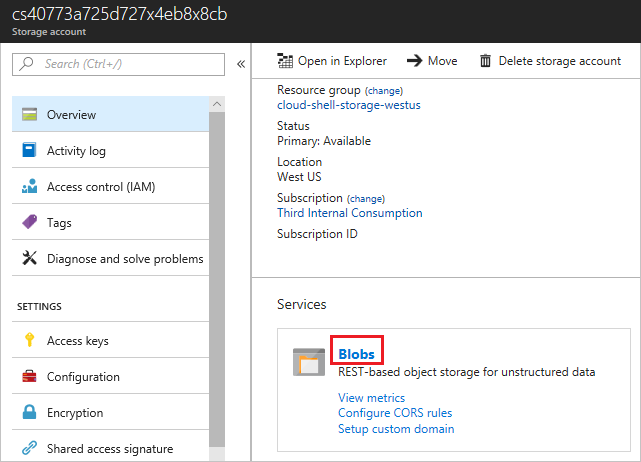 cs40773a725d727x4eb8x8cb
Storage account
Search (Ctrl+/)
Overview
Activity log
Access control (IAM)
Tags
Diagnose and solve problems
SETTINGS
Access keys
Configuration
Encryption
Shared access signature
Open in Explorer
Move
Delete storage account
Resource group (change)
cloud-shell-storage-westus
Status
Primary: Available
Location
West US
Subscription (change)
Third Internal Consumption
Subscription ID
Services
Blobs
REST-based object storage for unstructured data
View metrics
Configure CORS rules
Setup custom domain